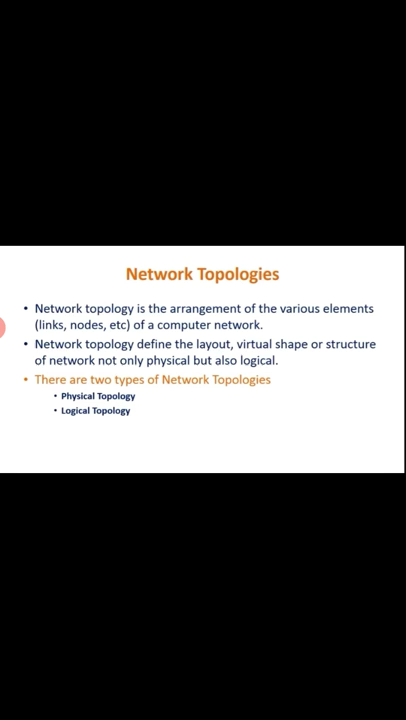 Network Topologies
• Network topology is the arrangement of the various elements
(links, nodes, etc) of a computer network.
• Network topology define the layout, virtual shape or structure
of network not only physical but also logical.
• There are two types of Network Topologies
• Physical Topology
• Logical Topology